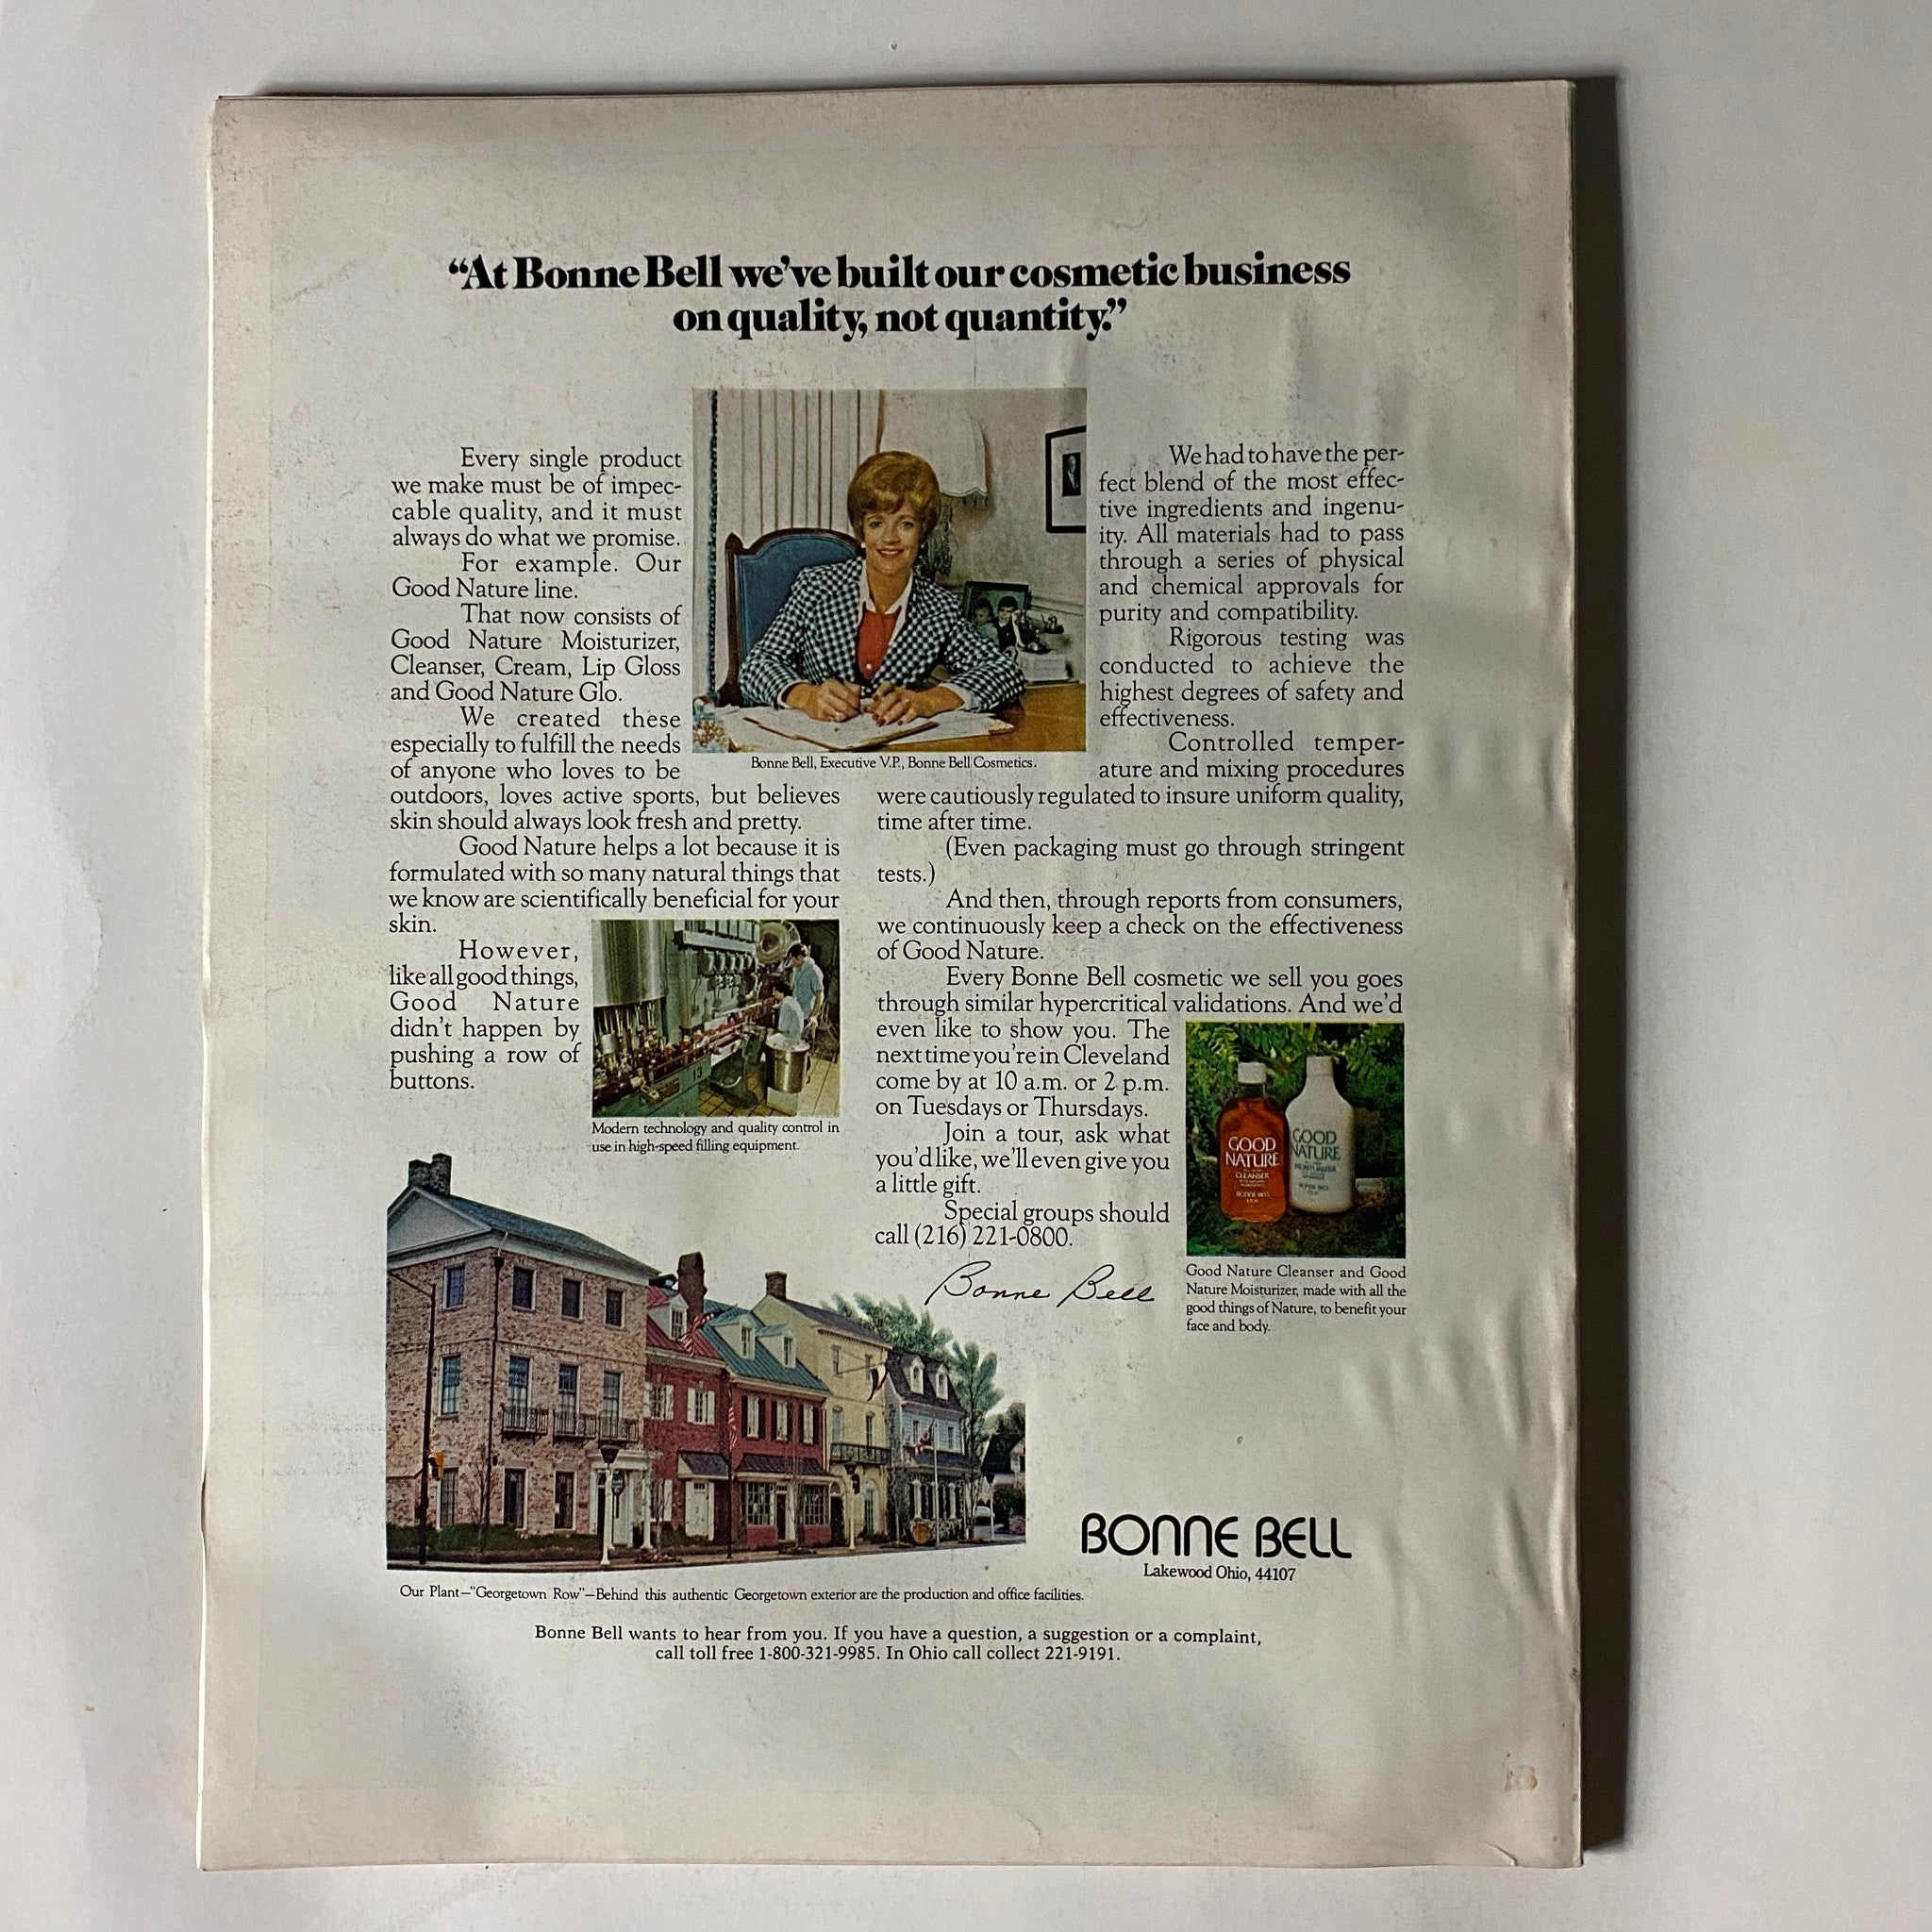 “At Bonne Bell we’ve built our cosmetic business
on quality, not quantity.”
Every single product
we make must be of impec-
cable quality, and it must
always do what we promise.
For example. Our
Good Nature line.
That now consists of
Good Nature Moisturizer,
Cleanser, Cream, Lip Gloss
and Good Nature Glo.
We created these
especially to fulfill the needs
of anyone who loves to be
outdoors, loves active sports, but believes
skin should always look fresh and pretty.
Good Nature helps a lot because it is
formulated with so many natural things that
we know are scientifically beneficial for your
skin.
However,
like all good things,
Good Nature
didn’t happen by
pushing a row of
buttons.
Bonne Bell, Executive V.P., Bonne Bell Cosmetics.
Modern technology and quality control in
use in high-speed filling equipment.
We had to have the per-
fect blend of the most effec-
tive ingredients and ingenu-
ity. All materials had to pass
through a series of physical
and chemical approvals for
purity and compatibility.
Rigorous testing was
conducted to achieve the
highest degrees of safety and
effectiveness.
Controlled temper-
ature and mixing procedures
were cautiously regulated to insure uniform quality,
time after time.
(Even packaging must go through stringent
tests.)
And then, through reports from consumers,
we continuously keep a check on the effectiveness
of Good Nature.
Every Bonne Bell cosmetic we sell you goes
through similar hypercritical validations. And we’d
even like to show you. The
next time you’re in Cleveland
come by at 10 a.m. or 2 p.m.
on Tuesdays or Thursdays.
Join a tour, ask what
you’d like, we’ll even give you
a little gift.
Special groups should
call (216) 221-0800.
Bonne Bell
GOOD
NATURE
CLEANSER
BONNE BELL
GOOD
NATURE
MOISTURIZER
BONNE BELL
Good Nature Cleanser and Good
Nature Moisturizer, made with all the
good things of Nature, to benefit your
face and body.
BONNE BELL
Lakewood Ohio, 44107
Our Plant—"Georgetown Row"—Behind this authentic Georgetown exterior are the production and office facilities.
Bonne Bell wants to hear from you. If you have a question, a suggestion or a complaint,
call toll free 1-800-321-9985. In Ohio call collect 221-9191.